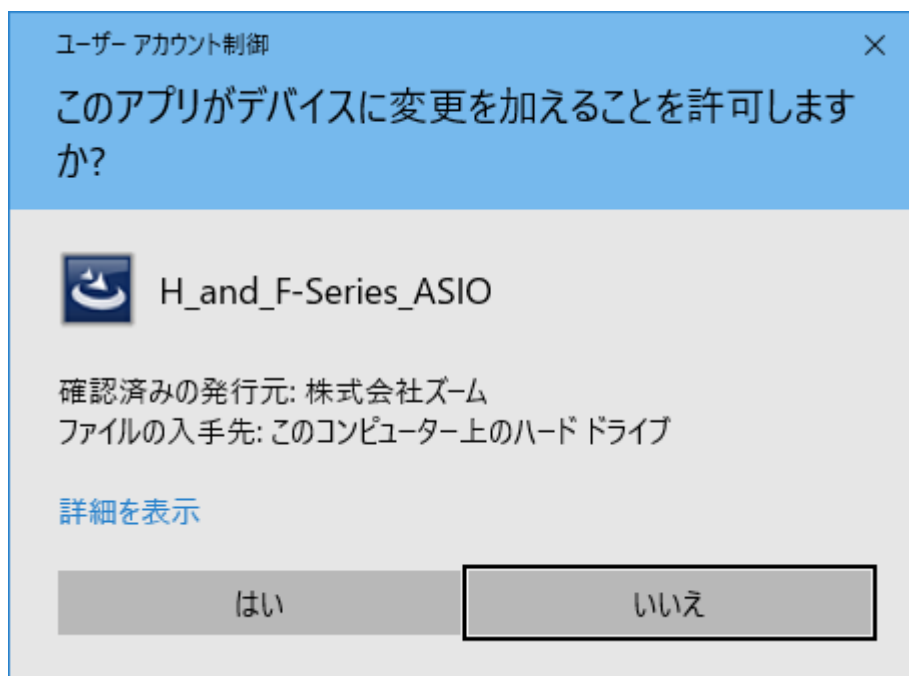 ユーザー アカウント制御
このアプリがデバイスに変更を加えることを許可します
か?
H_and_F-Series_ASIO
確認済みの発行元: 株式会社ズーム
ファイルの入手先: このコンピューター上のハード ドライブ
詳細を表示
はい
いいえ